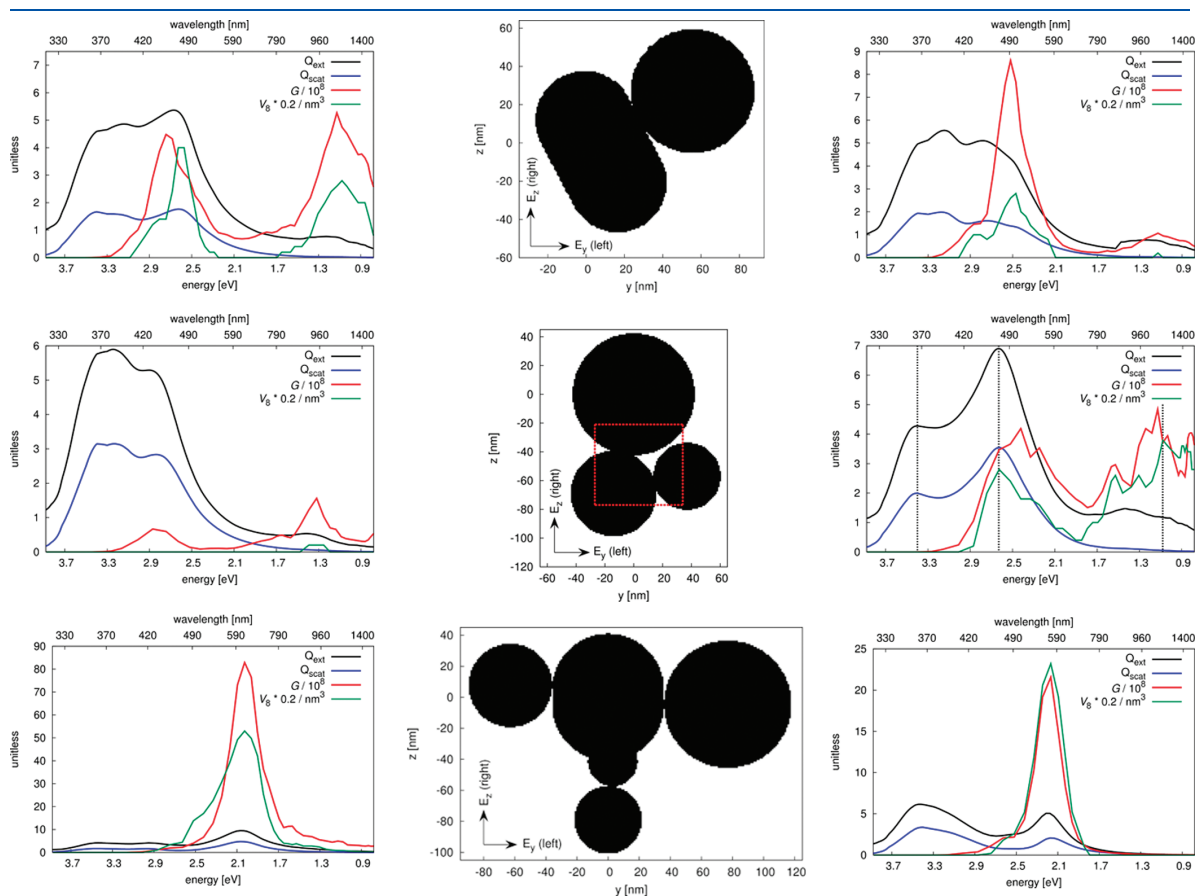 wavelength [nm]
330 370 420 490 590 790 960 1400
Q_ext
Q_scat
G / 10^8
V_8 * 0.2 / nm^3
unitless
7
6
5
4
3
2
1
0
3.7 3.3 2.9 2.5 2.1 1.7 1.3 0.9
energy [eV]
z [nm]
60
40
20
0
-20
-40
-60
E_z (right)
E_y (left)
-20 0 20 40 60 80
y [nm]
wavelength [nm]
330 370 420 490 590 790 960 1400
Q_ext
Q_scat
G / 10^8
V_8 * 0.2 / nm^3
unitless
9
8
7
6
5
4
3
2
1
0
3.7 3.3 2.9 2.5 2.1 1.7 1.3 0.9
energy [eV]
wavelength [nm]
330 370 420 490 590 790 960 1400
Q_ext
Q_scat
G / 10^8
V_8 * 0.2 / nm^3
unitless
6
5
4
3
2
1
0
3.7 3.3 2.9 2.5 2.1 1.7 1.3 0.9
energy [eV]
z [nm]
40
20
0
-20
-40
-60
-80
-100
-120
E_z (right)
E_y (left)
-60 -40 -20 0 20 40 60
y [nm]
wavelength [nm]
330 370 420 490 590 790 960 1400
Q_ext
Q_scat
G / 10^8
V_8 * 0.2 / nm^3
unitless
7
6
5
4
3
2
1
0
3.7 3.3 2.9 2.5 2.1 1.7 1.3 0.9
energy [eV]
wavelength [nm]
330 370 420 490 590 790 960 1400
Q_ext
Q_scat
G / 10^8
V_8 * 0.2 / nm^3
unitless
90
80
70
60
50
40
30
20
10
0
3.7 3.3 2.9 2.5 2.1 1.7 1.3 0.9
energy [eV]
z [nm]
40
20
0
-20
-40
-60
-80
-100
E_z (right)
E_y (left)
-80 -60 -40 -20 0 20 40 60 80 100 120
y [nm]
wavelength [nm]
330 370 420 490 590 790 960 1400
Q_ext
Q_scat
G / 10^8
V_8 * 0.2 / nm^3
unitless
25
20
15
10
5
0
3.7 3.3 2.9 2.5 2.1 1.7 1.3 0.9
energy [eV]